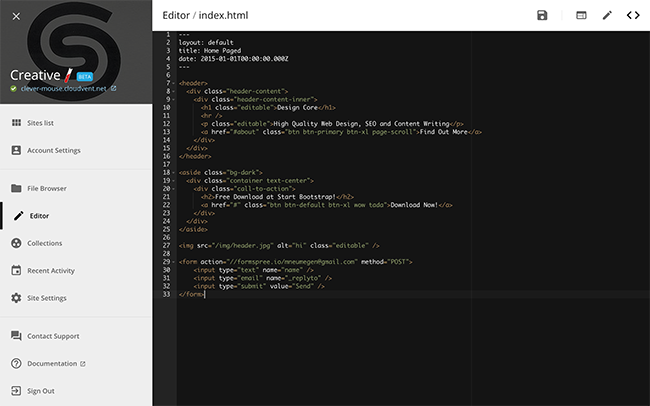 Creative BETA
clever-mouse.cloudvent.net
Sites list
Account Settings
File Browser
Editor
Collections
Recent Activity
Site Settings
Contact Support
Documentation
Sign Out
Editor / index.html
1 ---
2 layout: default
3 title: Home Paged
4 date: 2015-01-01T00:00:00.000Z
5 ---
6
7 <header>
8 <div class="header-content">
9 <div class="header-content-inner">
10 <h1 class="editable">Design Core</h1>
11 <hr />
12 <p class="editable">High Quality Web Design, SEO and Content Writing</p>
13 <a href="#about" class="btn btn-primary btn-xl page-scroll">Find Out More</a>
14 </div>
15 </div>
16 </header>
17
18 <aside class="bg-dark">
19 <div class="container text-center">
20 <div class="call-to-action">
21 <h2>Free Download at Start Bootstrap!</h2>
22 <a href="#" class="btn btn-default btn-xl wow tada">Download Now!</a>
23 </div>
24 </div>
25 </aside>
26
27 <img src="/img/header.jpg" alt="hi" class="editable" />
28
29 <form action="//formspree.io/mneumegen@gmail.com" method="POST">
30 <input type="text" name="name" />
31 <input type="email" name="_replyto" />
32 <input type="submit" value="Send" />
33 </form>